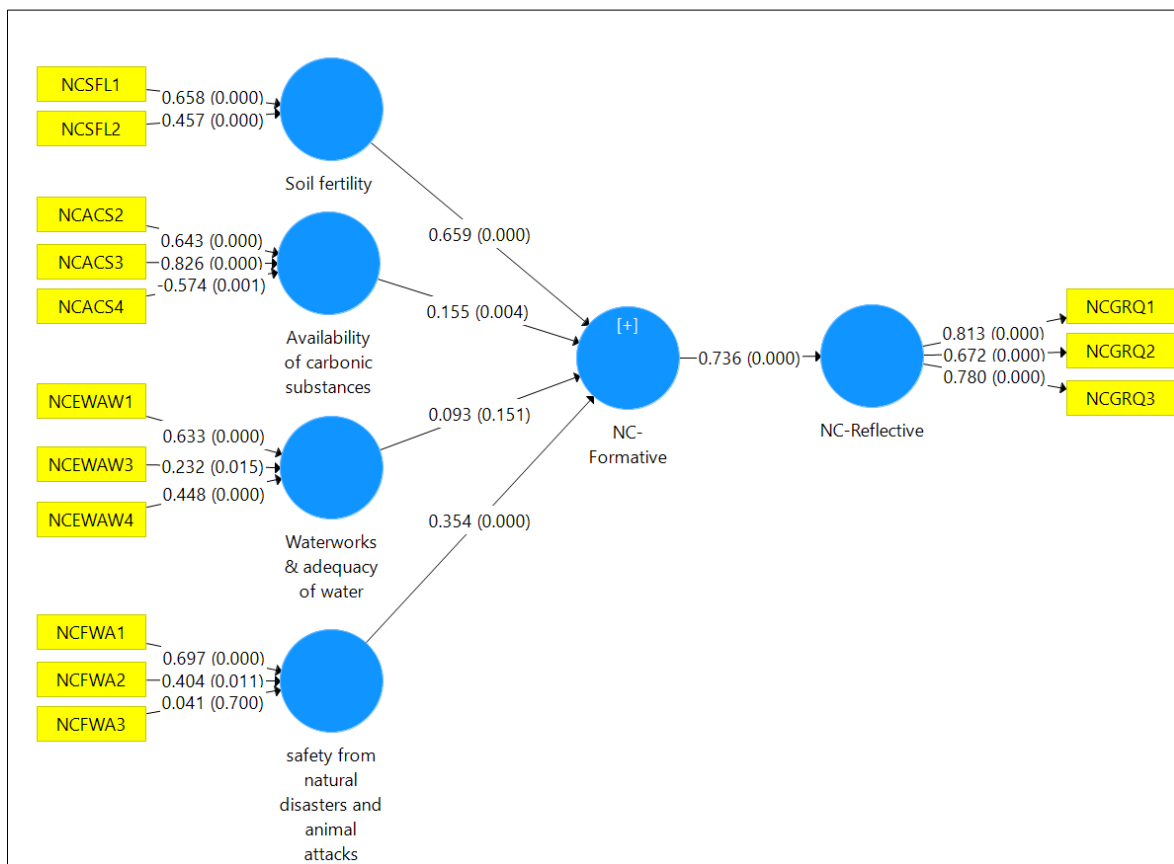 NCSFL1
0.658 (0.000)
NCSFL2
0.457 (0.000)
Soil fertility
NCACS2
0.643 (0.000)
NCACS3
0.826 (0.000)
-0.574 (0.001)
NCACS4
Availability
of carbonic
substances
NCEWAW1
0.633 (0.000)
NCEWAW3
0.232 (0.015)
0.448 (0.000)
NCEWAW4
Waterworks
& adequacy
of water
NCFWA1
0.697 (0.000)
NCFWA2
0.404 (0.011)
0.041 (0.700)
NCFWA3
safety from
natural
disasters and
animal
attacks
0.659 (0.000)
0.155 (0.004)
0.093 (0.151)
0.354 (0.000)
[+]
NC-
Formative
0.736 (0.000)
NC-Reflective
0.813 (0.000)
0.672 (0.000)
0.780 (0.000)
NCGRQ1
NCGRQ2
NCGRQ3